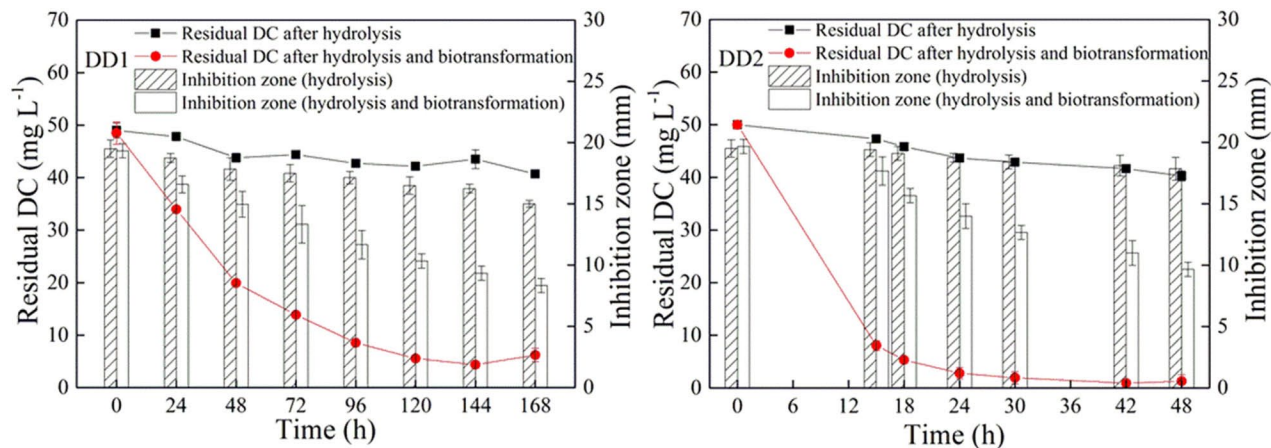 70
60
50
40
30
20
10
0
Residual DC (mg L-1)
DD1
Residual DC after hydrolysis
Residual DC after hydrolysis and biotransformation
Inhibition zone (hydrolysis)
Inhibition zone (hydrolysis and biotransformation)
30
25
20
15
10
5
0
Inhibition zone (mm)
0 24 48 72 96 120 144 168
Time (h)
70
60
50
40
30
20
10
0
Residual DC (mg L-1)
DD2
Residual DC after hydrolysis
Residual DC after hydrolysis and biotransformation
Inhibition zone (hydrolysis)
Inhibition zone (hydrolysis and biotransformation)
30
25
20
15
10
5
0
Inhibition zone (mm)
0 6 12 18 24 30 36 42 48
Time (h)